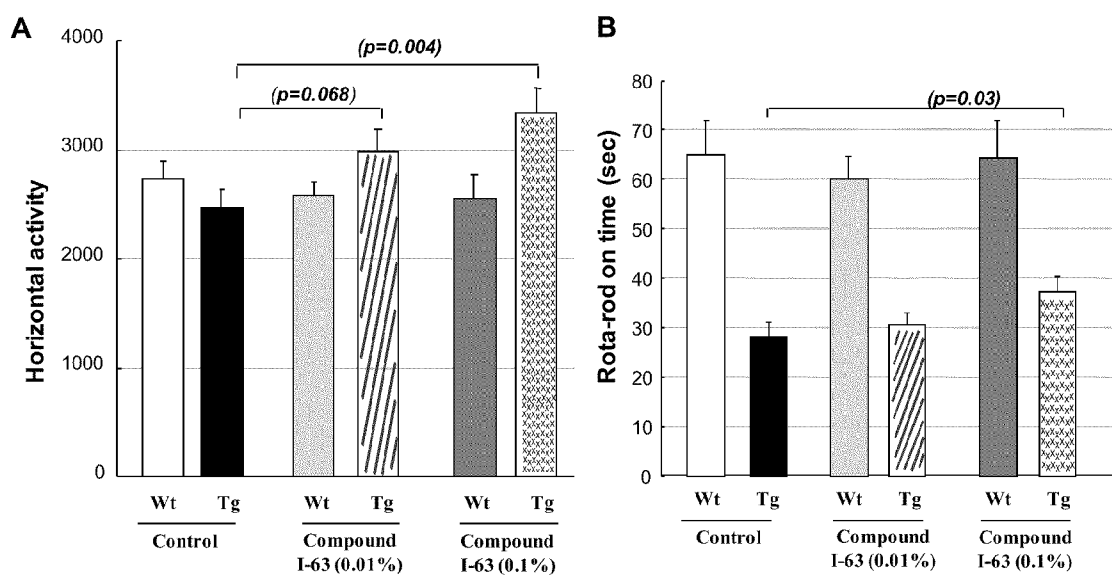 A
4000
3000
2000
1000
0
Horizontal activity
(p=0.004)
(p=0.068)
Wt Tg Wt Tg Wt Tg
Control Compound Compound
I-63 (0.01%) I-63 (0.1%)
B
80
70
60
50
40
30
20
10
0
Rota-rod on time (sec)
(p=0.03)
Wt Tg Wt Tg Wt Tg
Control Compound Compound
I-63 (0.01%) I-63 (0.1%)